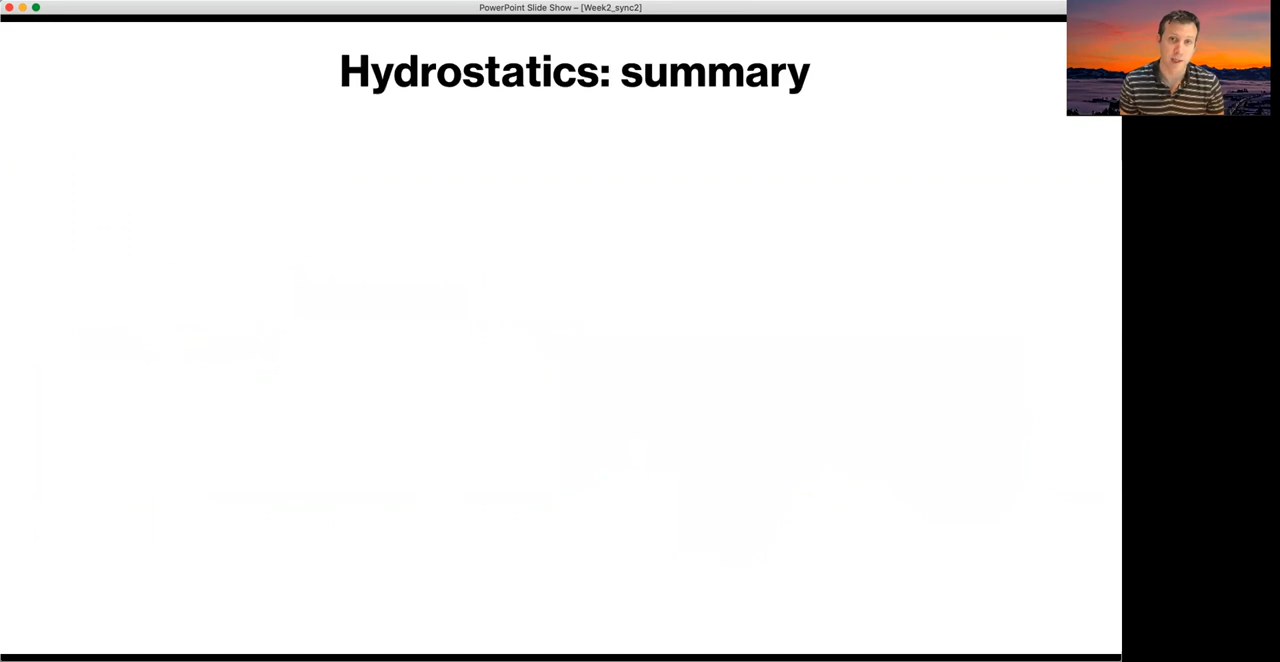 PowerPoint Slide Show – [Week2_sync2]
Hydrostatics: summary